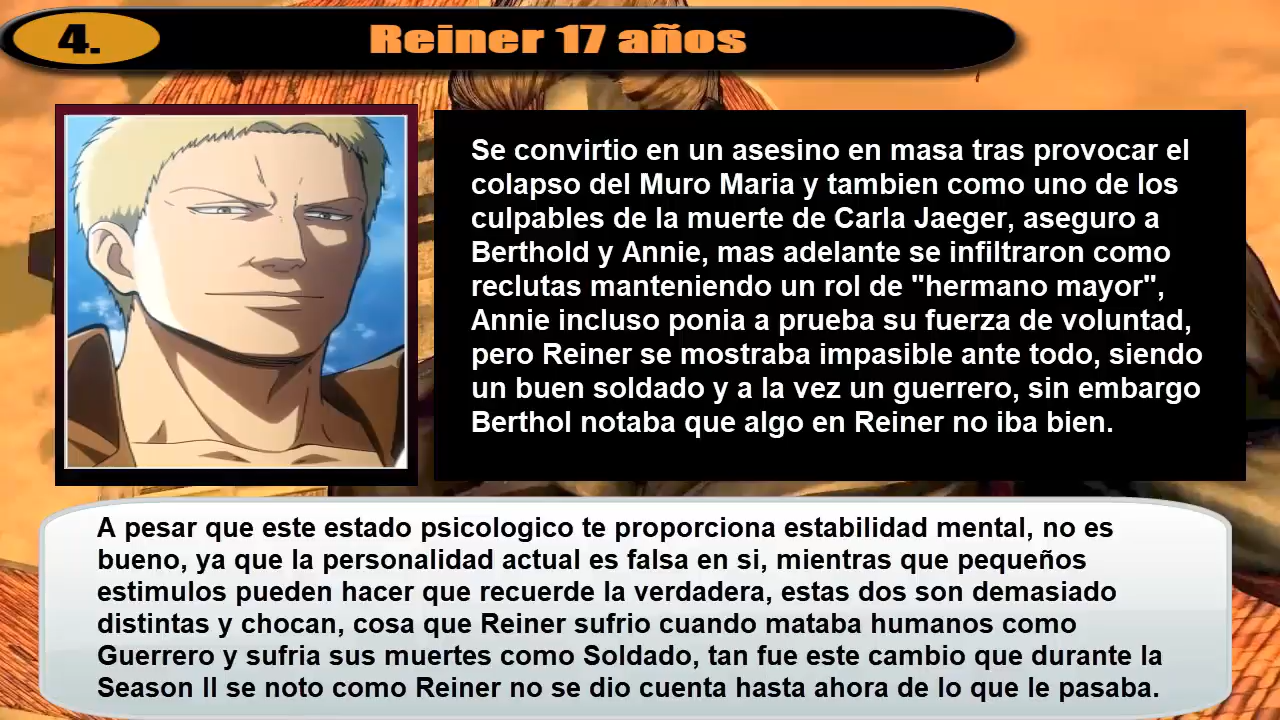 4.
Reiner 17 años
Se convirtio en un asesino en masa tras provocar el
colapso del Muro Maria y tambien como uno de los
culpables de la muerte de Carla Jaeger, aseguro a
Berthold y Annie, mas adelante se infiltraron como
reclutas manteniendo un rol de "hermano mayor",
Annie incluso ponia a prueba su fuerza de voluntad,
pero Reiner se mostraba impasible ante todo, siendo
un buen soldado y a la vez un guerrero, sin embargo
Berthol notaba que algo en Reiner no iba bien.
A pesar que este estado psicologico te proporciona estabilidad mental, no es
bueno, ya que la personalidad actual es falsa en si, mientras que pequeños
estimulos pueden hacer que recuerde la verdadera, estas dos son demasiado
distintas y chocan, cosa que Reiner sufrio cuando mataba humanos como
Guerrero y sufria sus muertes como Soldado, tan fue este cambio que durante la
Season II se noto como Reiner no se dio cuenta hasta ahora de lo que le pasaba.